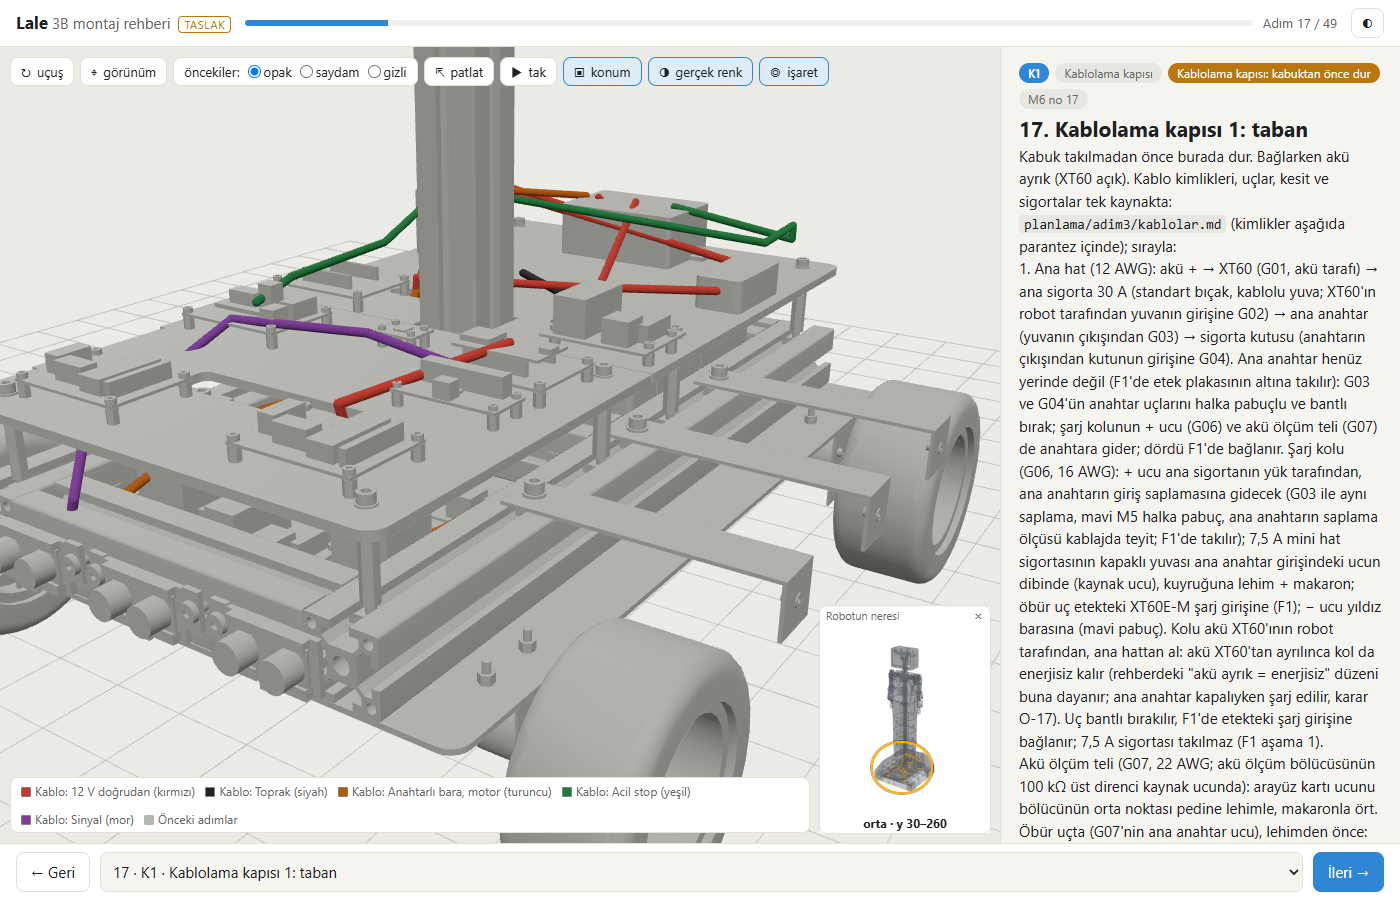 Lale 3B montaj rehberi TASLAK
Adım 17 / 49
↻ uçuş
⌖ görünüm
öncekiler: opak saydam gizli
↸ patlat
▶ tak
▣ konum
◑ gerçek renk
◎ işaret
K1 Kablolama kapısı Kablolama kapısı: kabuktan önce dur
M6 no 17
17. Kablolama kapısı 1: taban
Kabuk takılmadan önce burada dur. Bağlarken akü
ayrık (XT60 açık). Kablo kimlikleri, uçlar, kesit ve
sigortalar tek kaynakta:
planlama/adim3/kablolar.md (kimlikler aşağıda
parantez içinde); sırayla:
1. Ana hat (12 AWG): akü + → XT60 (G01, akü tarafı) →
ana sigorta 30 A (standart bıçak, kablolu yuva; XT60'ın
robot tarafından yuvanın girişine G02) → ana anahtar
(yuvanın çıkışından G03) → sigorta kutusu (anahtarın
çıkışından kutunun girişine G04). Ana anahtar henüz
yerinde değil (F1'de etek plakasının altına takılır): G03
ve G04'ün anahtar uçlarını halka pabuçlu ve bantlı
bırak; şarj kolunun + ucu (G06) ve akü ölçüm teli (G07)
de anahtara gider; dördü F1'de bağlanır. Şarj kolu
(G06, 16 AWG): + ucu ana sigortanın yük tarafından,
ana anahtarın giriş saplamasına gidecek (G03 ile aynı
saplama, mavi M5 halka pabuç, ana anahtarın saplama
ölçüsü kablajda teyit; F1'de takılır); 7,5 A mini hat
sigortasının kapaklı yuvası ana anahtar girişindeki ucun
dibinde (kaynak ucu), kuyruğuna lehim + makaron;
öbür uç etekteki XT60E-M şarj girişine (F1); − ucu yıldız
barasına (mavi pabuç). Kolu akü XT60'ının robot
tarafından, ana hattan al: akü XT60'tan ayrılınca kol da
enerjisiz kalır (rehberdeki "akü ayrık = enerjisiz" düzeni
buna dayanır; ana anahtar kapalıyken şarj edilir, karar
O-17). Uç bantlı bırakılır, F1'de etekteki şarj girişine
bağlanır; 7,5 A sigortası takılmaz (F1 aşama 1).
Akü ölçüm teli (G07, 22 AWG; akü ölçüm bölücüsünün
100 kΩ üst direnci kaynak ucunda): arayüz kartı ucunu
bölücünün orta noktası pedine lehimle, makaronla ört.
Öbür uçta (G07'nin ana anahtar ucu), lehimden önce:
Robotun neresi ×
orta · y 30–260
Kablo: 12 V doğrudan (kırmızı) Kablo: Toprak (siyah) Kablo: Anahtarlı bara, motor (turuncu) Kablo: Acil stop (yeşil)
Kablo: Sinyal (mor) Önceki adımlar
← Geri
17 · K1 · Kablolama kapısı 1: taban
İleri →